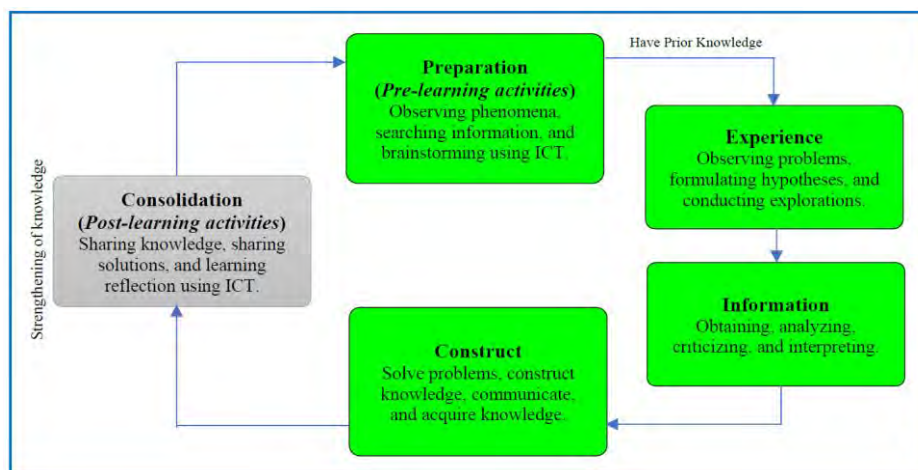 Preparation
(Pre-learning activities)
Observing phenomena,
searching information, and
brainstorming using ICT.
Have Prior Knowledge
Experience
Observing problems,
formulating hypotheses, and
conducting explorations.
Information
Obtaining, analyzing,
criticizing, and interpreting.
Construct
Solve problems, construct
knowledge, communicate,
and acquire knowledge.
Consolidation
(Post-learning activities)
Sharing knowledge, sharing
solutions, and learning
reflection using ICT.
Strengthening of knowledge